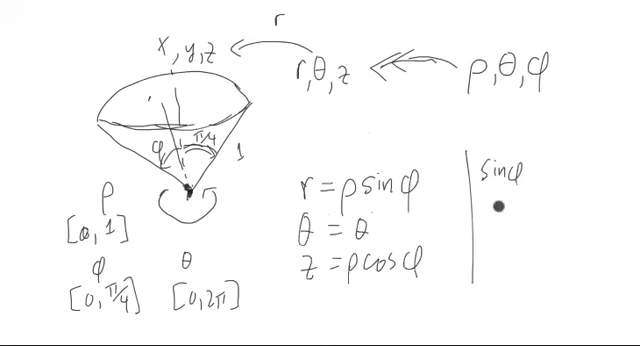 r
x, y, z
r, θ, z
ρ, θ, φ
φ
π/4
1
ρ
[0, 1]
φ
[0, π/4]
θ
[0, 2π]
r = ρ sin φ
θ = θ
z = ρ cos φ
sin φ